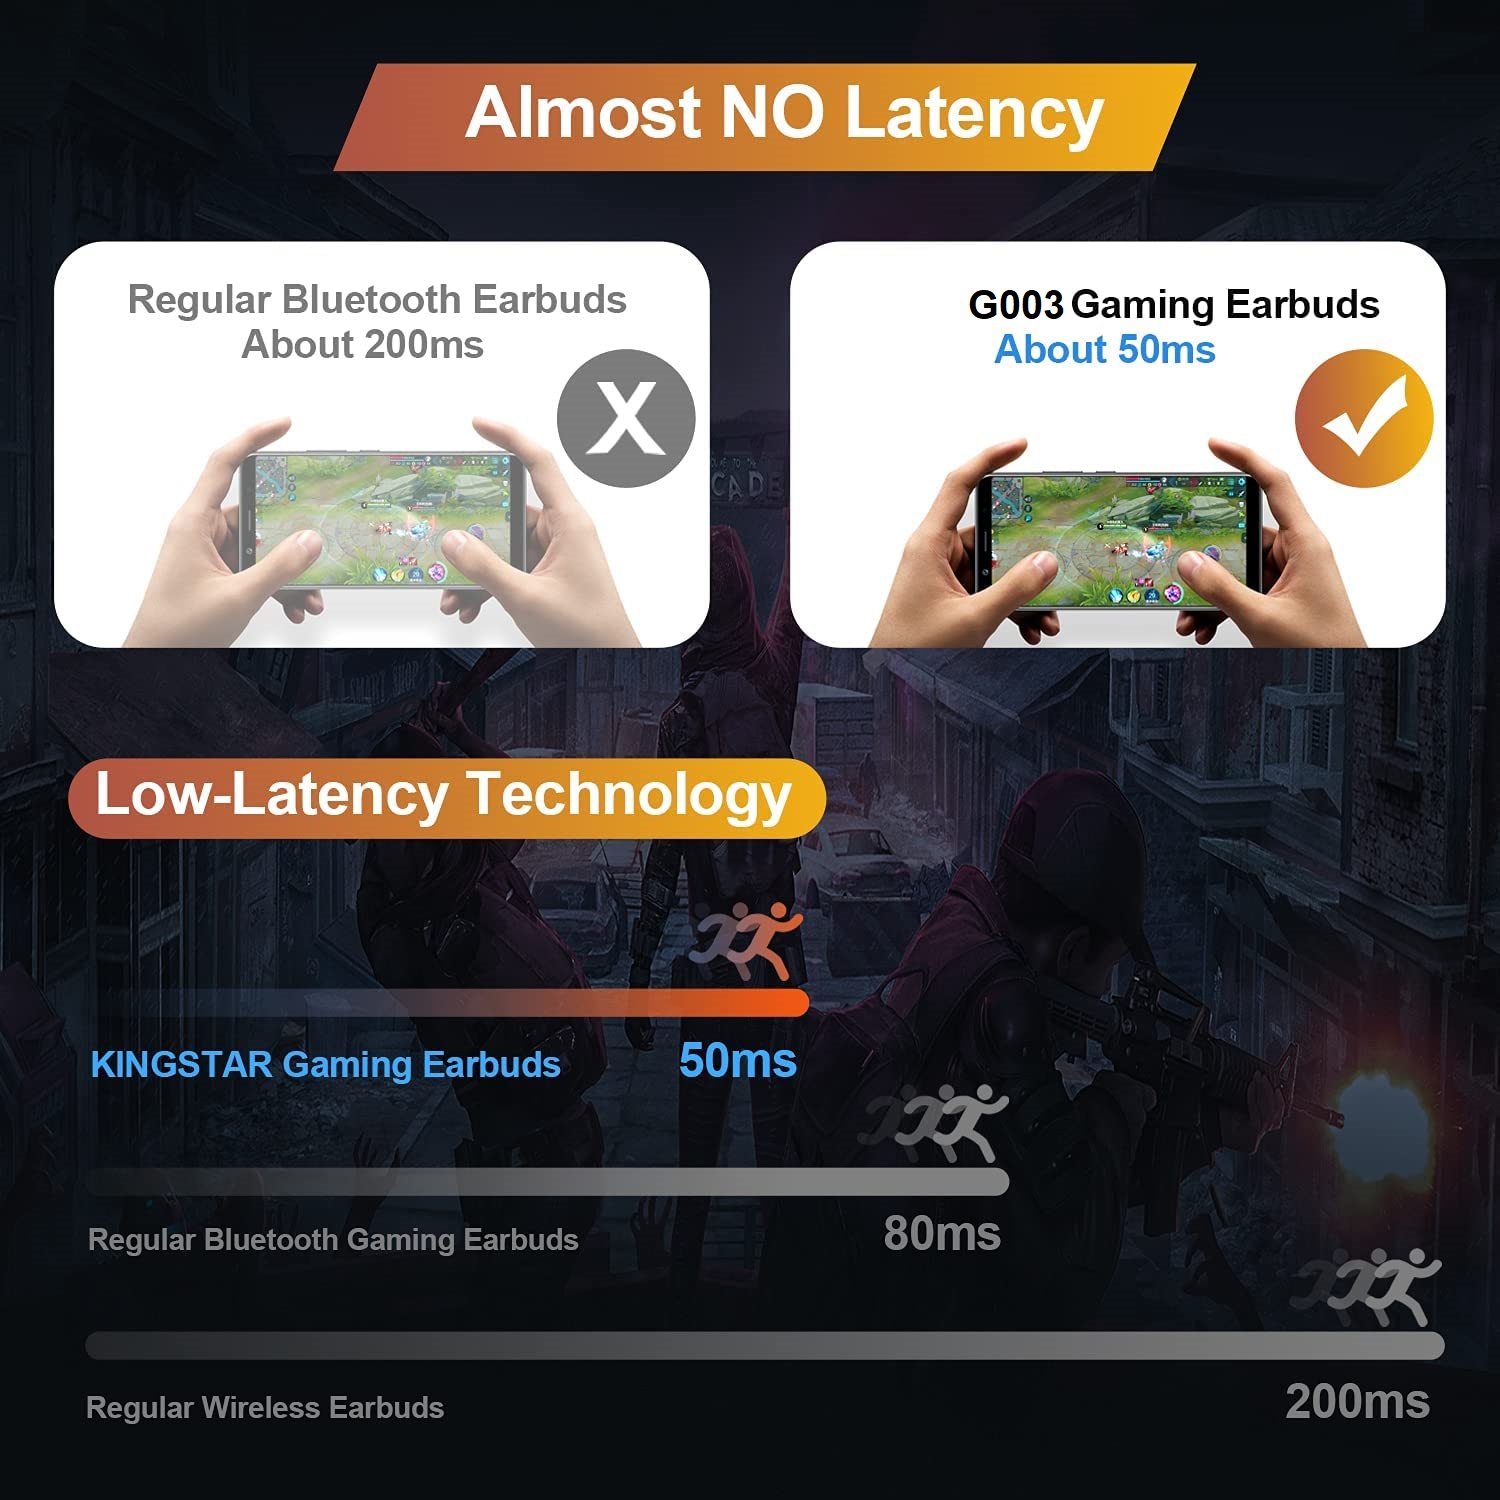 Almost NO Latency
Regular Bluetooth Earbuds
About 200ms
X
G003 Gaming Earbuds
About 50ms
Low-Latency Technology
KINGSTAR Gaming Earbuds 50ms
Regular Bluetooth Gaming Earbuds 80ms
Regular Wireless Earbuds 200ms